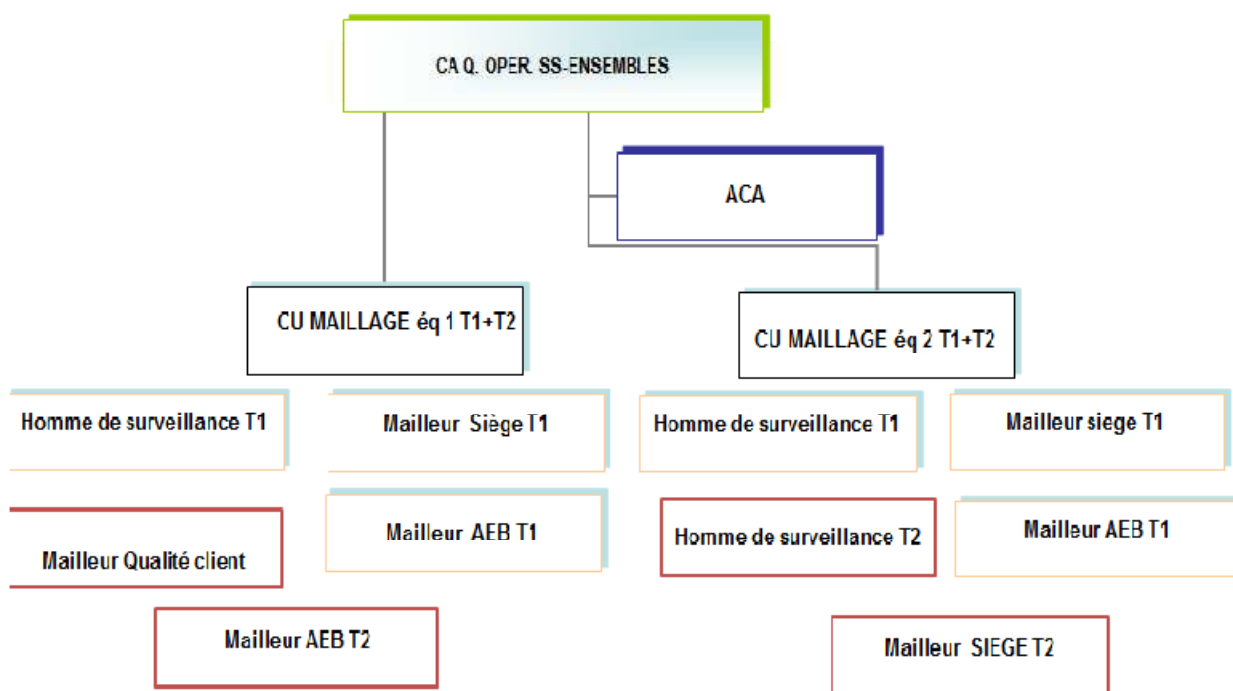 CA Q. OPER. SS-ENSEMBLES
ACA
CU MAILLAGE éq 1 T1+T2
CU MAILLAGE éq 2 T1+T2
Homme de surveillance T1
Mailleur Siège T1
Homme de surveillance T1
Mailleur siege T1
Mailleur Qualité client
Mailleur AEB T1
Homme de surveillance T2
Mailleur AEB T1
Mailleur AEB T2
Mailleur SIEGE T2